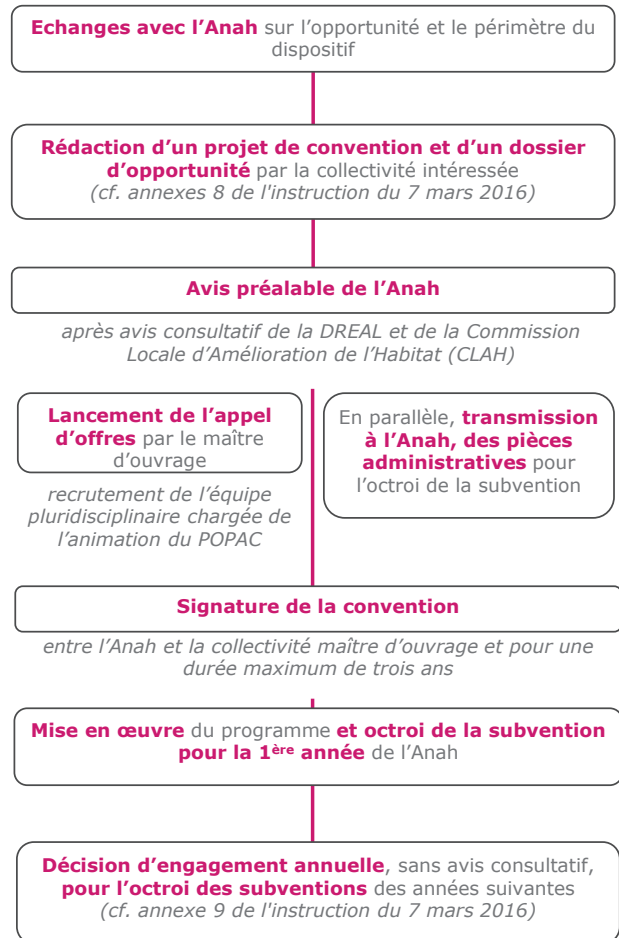 Echanges avec l’Anah sur l’opportunité et le périmètre du
dispositif
Rédaction d’un projet de convention et d’un dossier
d’opportunité par la collectivité intéressée
(cf. annexes 8 de l'instruction du 7 mars 2016)
Avis préalable de l’Anah
après avis consultatif de la DREAL et de la Commission
Locale d’Amélioration de l’Habitat (CLAH)
Lancement de l’appel
d’offres par le maître
d’ouvrage
recrutement de l’équipe
pluridisciplinaire chargée de
l’animation du POPAC
En parallèle, transmission
à l’Anah, des pièces
administratives pour
l’octroi de la subvention
Signature de la convention
entre l’Anah et la collectivité maître d’ouvrage et pour une
durée maximum de trois ans
Mise en œuvre du programme et octroi de la subvention
pour la 1ère année de l’Anah
Décision d’engagement annuelle, sans avis consultatif,
pour l’octroi des subventions des années suivantes
(cf. annexe 9 de l'instruction du 7 mars 2016)